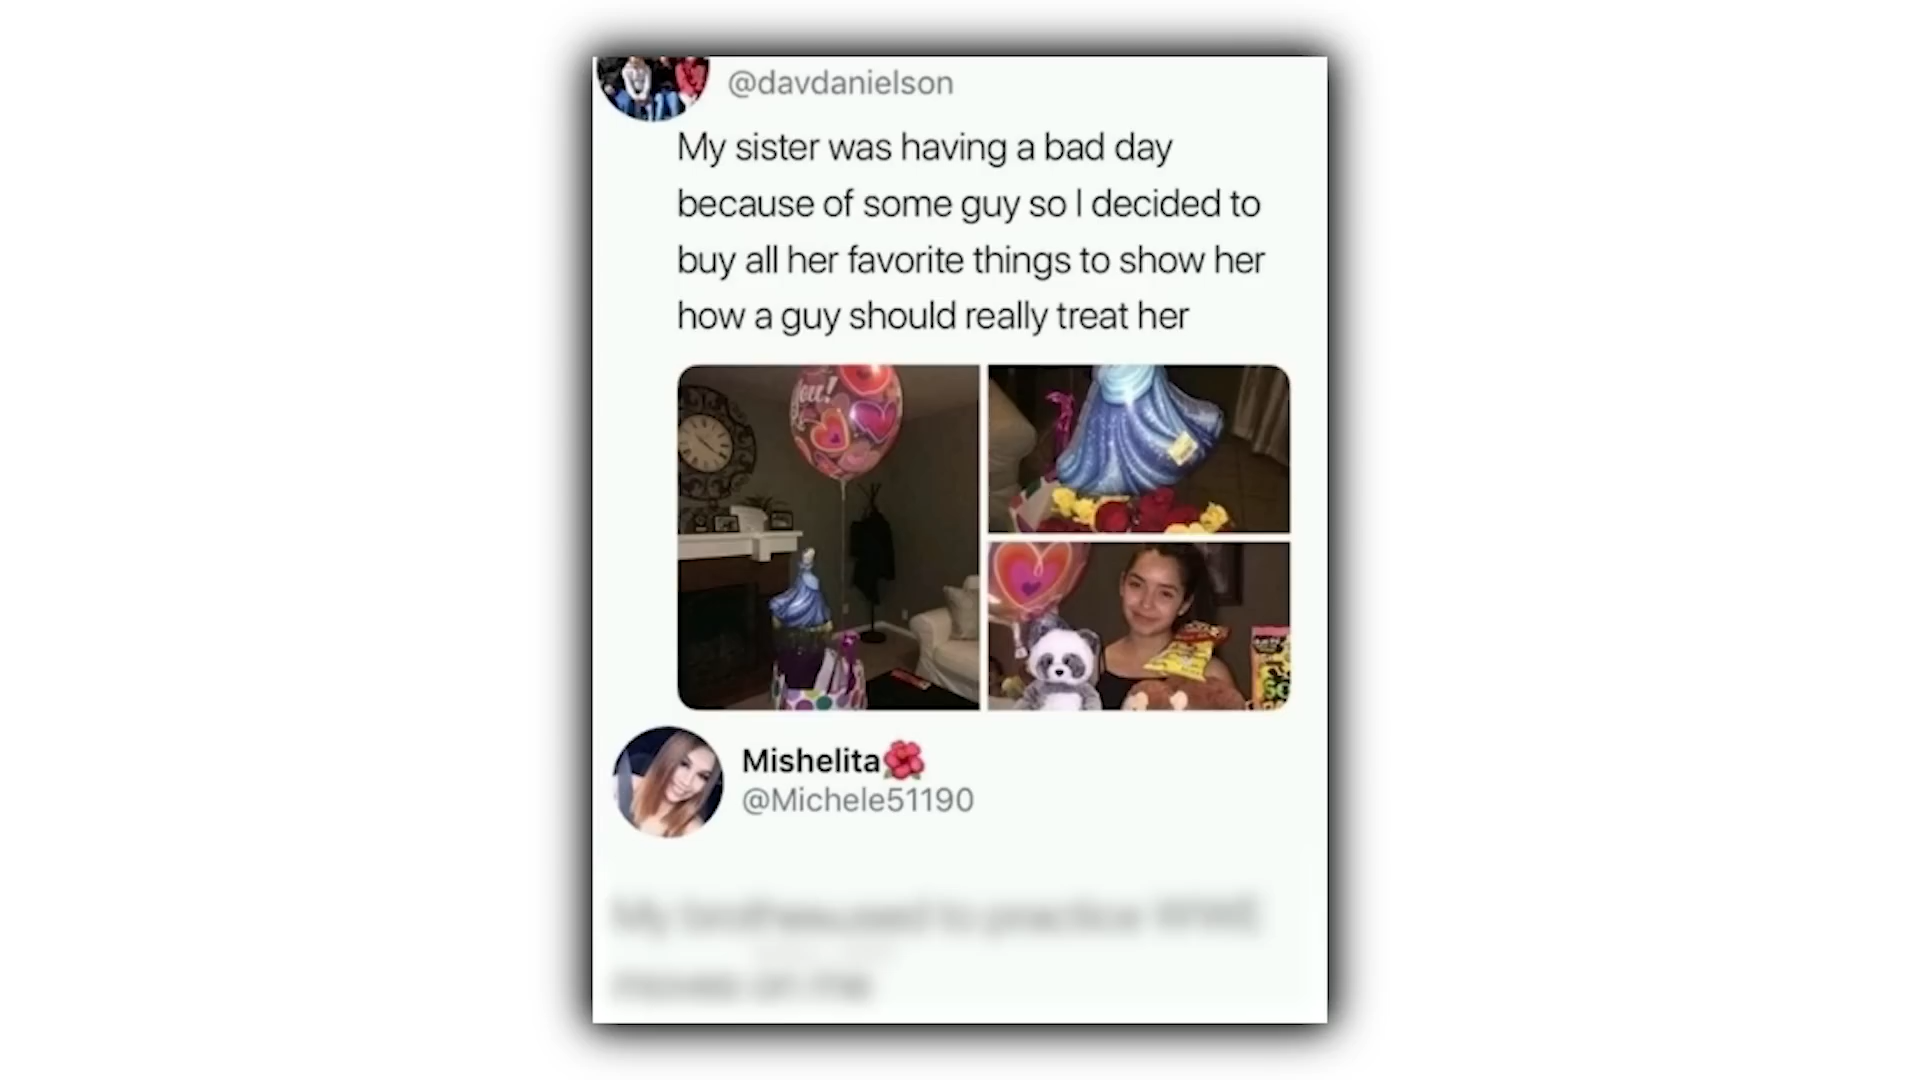 @davdanielson
My sister was having a bad day
because of some guy so I decided to
buy all her favorite things to show her
how a guy should really treat her
you!
Mishelita
@Michele51190